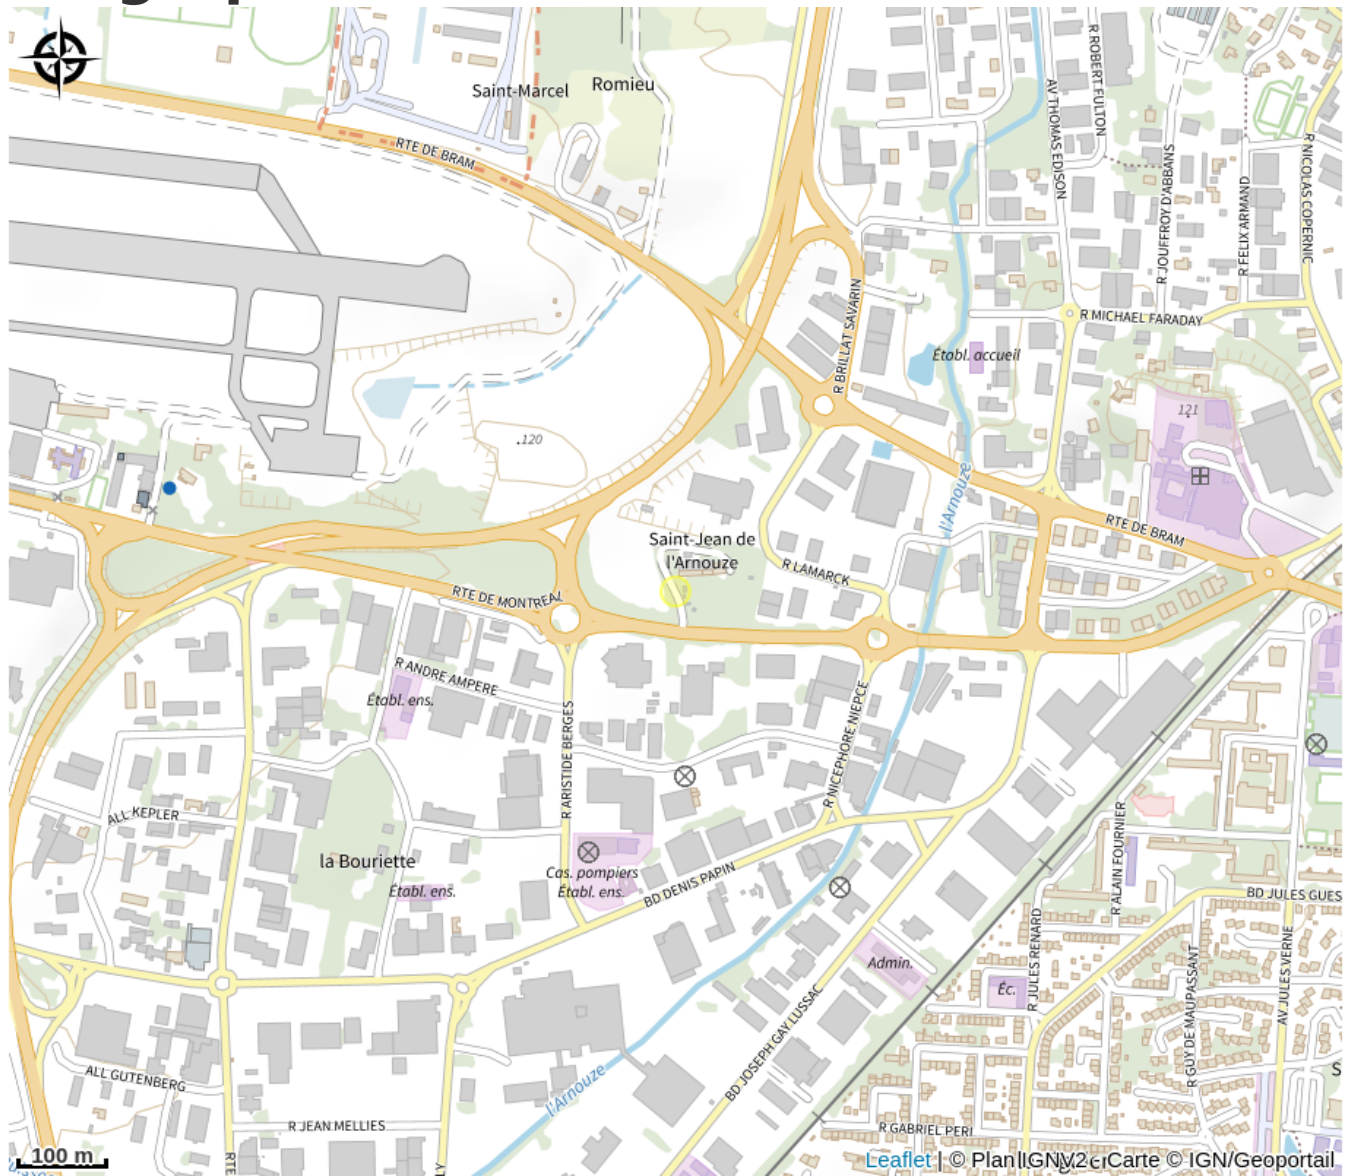 Saint-Marcel
Romieu
RTE DE BRAM
R ROBERT FULTON
AV THOMAS EDISON
R JOUFFROY D'ABBANS
R FELIX ARMAND
R NICOLAS COPERNIC
R BRILLAT SAVARIN
R MICHAEL FARADAY
Établ. accueil
121
.120
l'Arnouze
RTE DE BRAM
Saint-Jean de
l'Arnouze
R LAMARCK
RTE DE MONTREAL
R ANDRE AMPERE
Établ. ens.
R ARISTIDE BERGES
R NICEPHORE NIEPCE
ALL KEPLER
la Bouriette
Établ. ens.
Cas. pompiers
Établ. ens.
BD DENIS PAPIN
R ALAIN FOURNIER
BD JULES GUES
R JULES RENARD
Admin.
Éc.
R GUY DE MAUPASSANT
AV JULES VERNE
BD JOSEPH GAY LUSSAC
ALL GUTENBERG
l'Arnouze
R JEAN MELLIES
R GABRIEL PERI
S
RTE
LY
100 m
Leaflet | © PlanIGNV2 - Carte © IGN/Geoportail